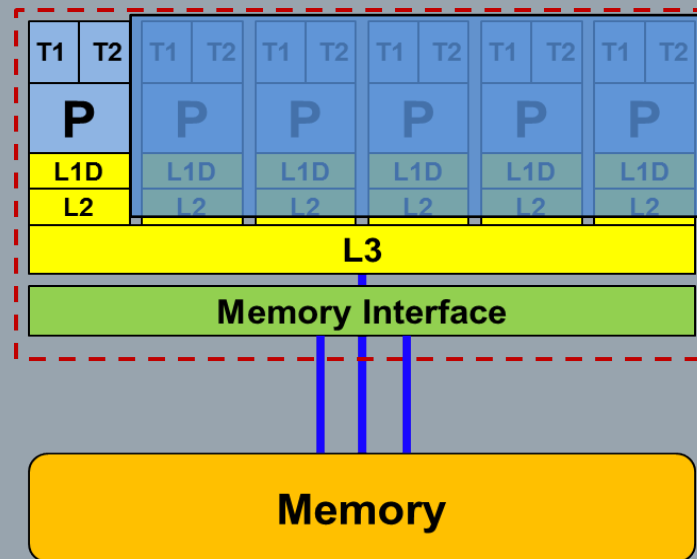 T1 T2 T1 T2 T1 T2 T1 T2 T1 T2 T1 T2
P P P P P P
L1D L1D L1D L1D L1D L1D
L2 L2 L2 L2 L2 L2
L3
Memory Interface
Memory